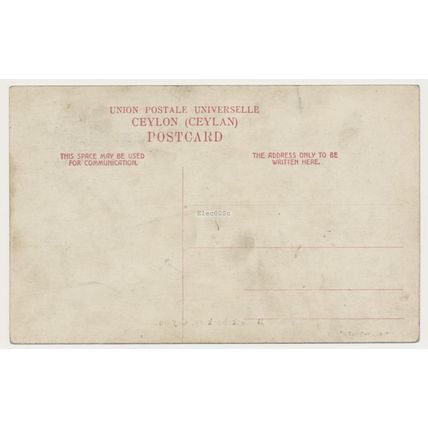 UNION POSTALE UNIVERSELLE
CEYLON (CEYLAN)
POSTCARD
THIS SPACE MAY BE USED
FOR COMMUNICATION.
THE ADDRESS ONLY TO BE
WRITTEN HERE.
Elec00Sc